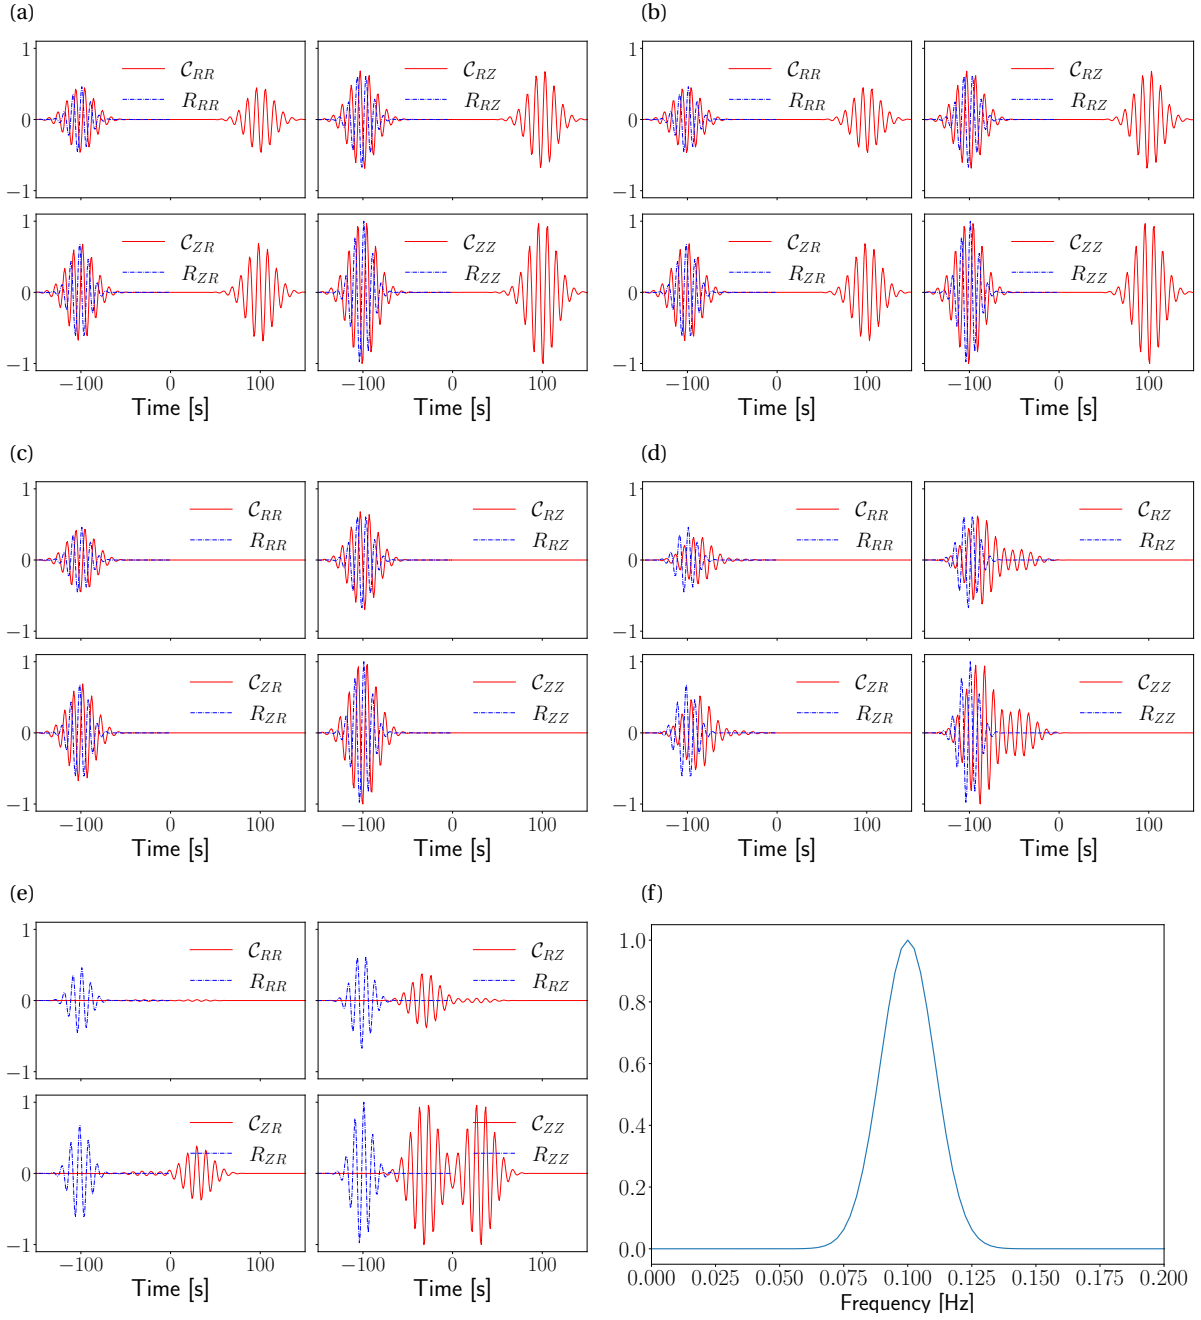 (a)
(b)
1
0
−1
𝒞RR
RRR
𝒞RZ
RRZ
1
0
−1
𝒞RR
RRR
𝒞RZ
RRZ
1
0
−1
𝒞ZR
RZR
𝒞ZZ
RZZ
1
0
−1
𝒞ZR
RZR
𝒞ZZ
RZZ
−100 0 100
−100 0 100
−100 0 100
−100 0 100
Time [s]
Time [s]
Time [s]
Time [s]
(c)
(d)
1
0
−1
𝒞RR
RRR
𝒞RZ
RRZ
1
0
−1
𝒞RR
RRR
𝒞RZ
RRZ
1
0
−1
𝒞ZR
RZR
𝒞ZZ
RZZ
1
0
−1
𝒞ZR
RZR
𝒞ZZ
RZZ
−100 0 100
−100 0 100
−100 0 100
−100 0 100
Time [s]
Time [s]
Time [s]
Time [s]
(e)
(f)
1
0
−1
𝒞RR
RRR
𝒞RZ
RRZ
1
0
−1
𝒞ZR
RZR
𝒞ZZ
RZZ
−100 0 100
−100 0 100
Time [s]
Time [s]
1.0
0.8
0.6
0.4
0.2
0.0
0.000 0.025 0.050 0.075 0.100 0.125 0.150 0.175 0.200
Frequency [Hz]